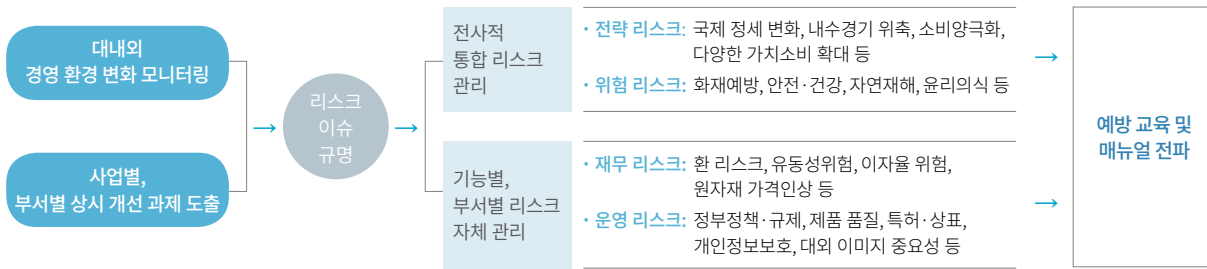 대내외
경영 환경 변화 모니터링
사업별,
부서별 상시 개선 과제 도출
→
리스크
이슈
규명
→
전사적
통합 리스크
관리
· 전략 리스크: 국제 정세 변화, 내수경기 위축, 소비양극화,
다양한 가치소비 확대 등
· 위험 리스크: 화재예방, 안전·건강, 자연재해, 윤리의식 등
→
기능별,
부서별 리스크
자체 관리
· 재무 리스크: 환 리스크, 유동성위험, 이자율 위험,
원자재 가격인상 등
· 운영 리스크: 정부정책·규제, 제품 품질, 특허·상표,
개인정보보호, 대외 이미지 중요성 등
→
예방 교육 및
매뉴얼 전파